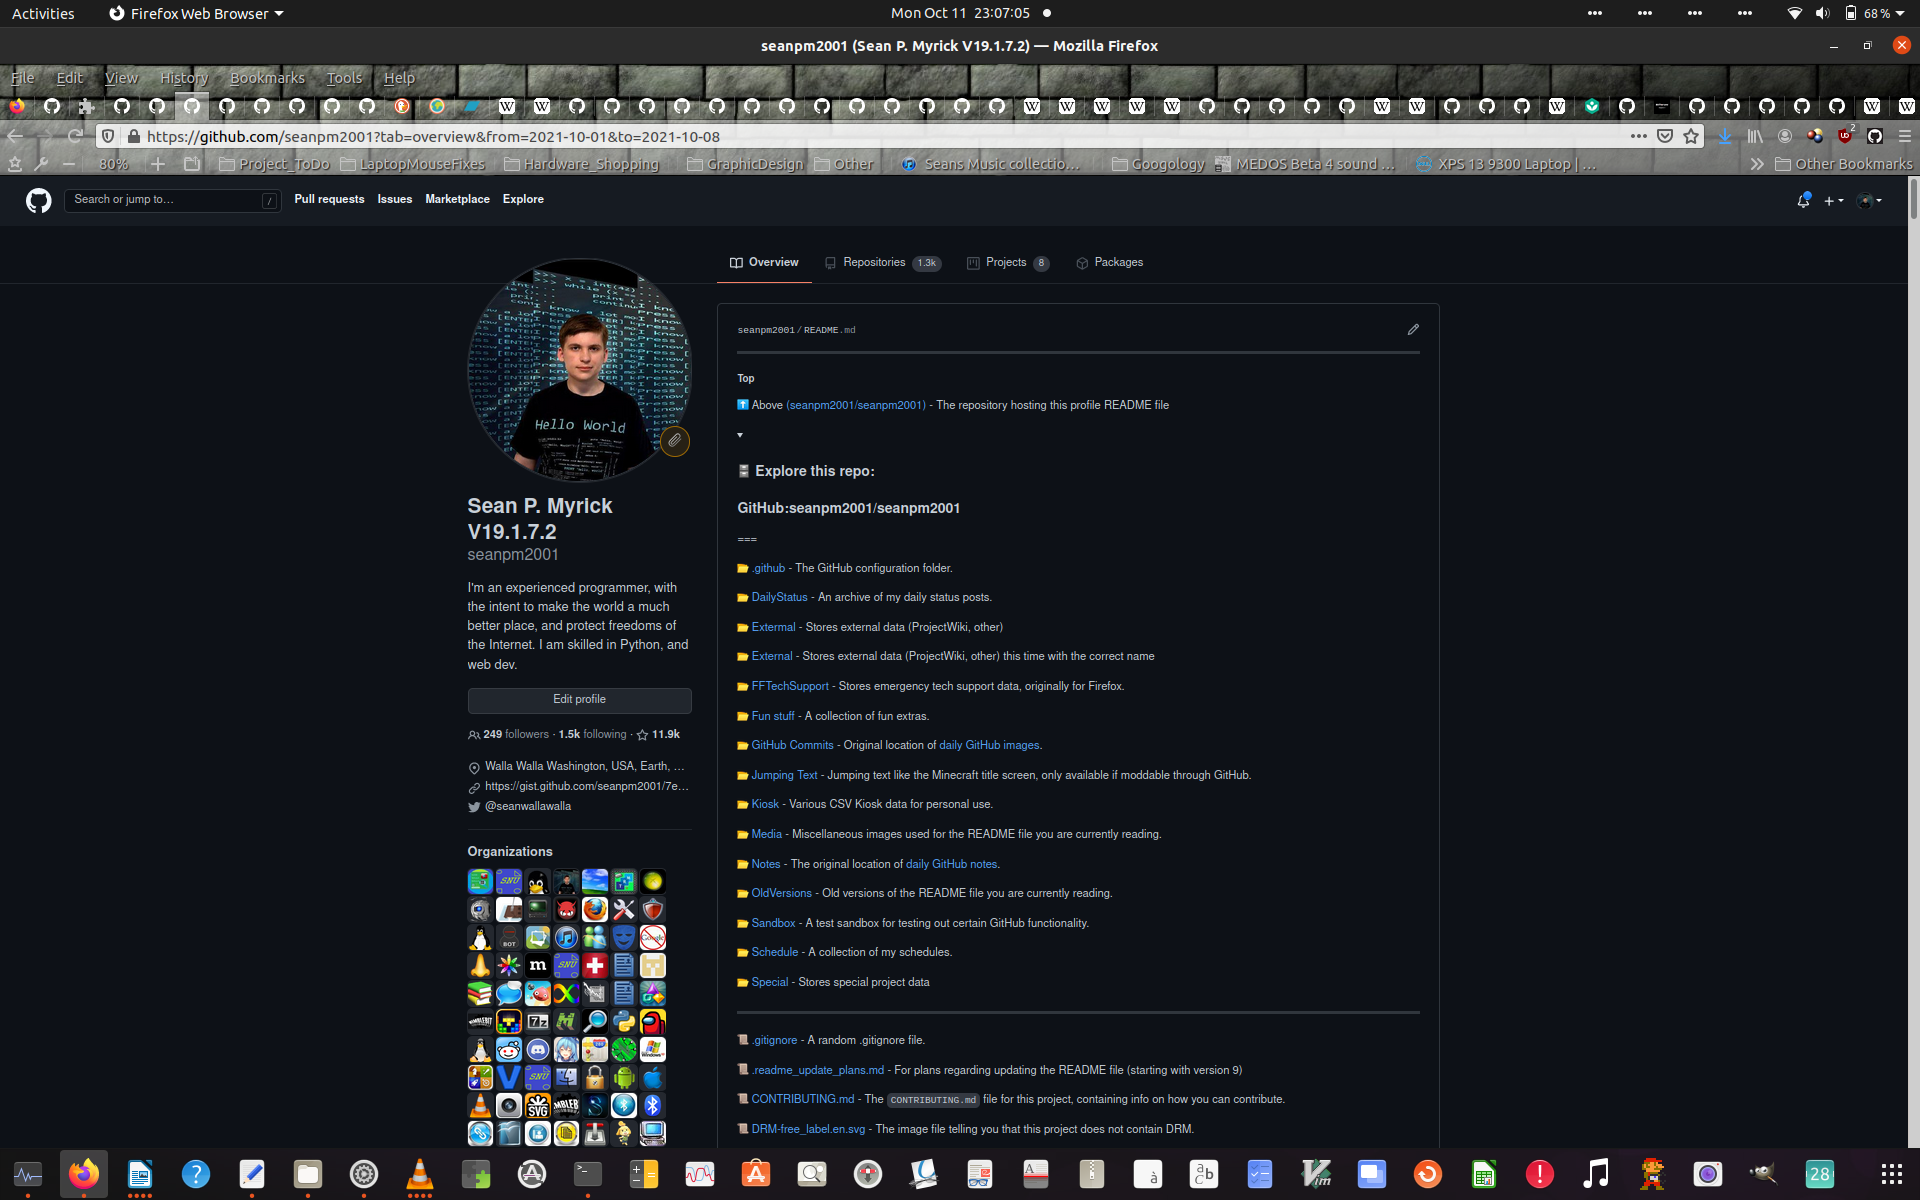 Activities
Firefox Web Browser
Mon Oct 11 23:07:05
68 %
seanpm2001 (Sean P. Myrick V19.1.7.2) — Mozilla Firefox
File Edit View History Bookmarks Tools Help
https://github.com/seanpm2001?tab=overview&from=2021-10-01&to=2021-10-08
2
80%
Project_ToDo
LaptopMouseFixes
Hardware_Shopping
GraphicDesign
Other
Seans Music collectio…
Googology
MEDOS Beta 4 sound …
XPS 13 9300 Laptop | …
Other Bookmarks
Search or jump to…
/
Pull requests
Issues
Marketplace
Explore
Overview
Repositories 1.3k
Projects 8
Packages
Hello World
Sean P. Myrick
V19.1.7.2
seanpm2001
I'm an experienced programmer, with
the intent to make the world a much
better place, and protect freedoms of
the Internet. I am skilled in Python, and
web dev.
Edit profile
249 followers · 1.5k following · 11.9k
Walla Walla Washington, USA, Earth, …
https://gist.github.com/seanpm2001/7e…
@seanwallawalla
Organizations
seanpm2001/README.md
Top
Above (seanpm2001/seanpm2001) - The repository hosting this profile README file
Explore this repo:
GitHub:seanpm2001/seanpm2001
===
.github - The GitHub configuration folder.
DailyStatus - An archive of my daily status posts.
Extermal - Stores external data (ProjectWiki, other)
External - Stores external data (ProjectWiki, other) this time with the correct name
FFTechSupport - Stores emergency tech support data, originally for Firefox.
Fun stuff - A collection of fun extras.
GitHub Commits - Original location of daily GitHub images.
Jumping Text - Jumping text like the Minecraft title screen, only available if moddable through GitHub.
Kiosk - Various CSV Kiosk data for personal use.
Media - Miscellaneous images used for the README file you are currently reading.
Notes - The original location of daily GitHub notes.
OldVersions - Old versions of the README file you are currently reading.
Sandbox - A test sandbox for testing out certain GitHub functionality.
Schedule - A collection of my schedules.
Special - Stores special project data
.gitignore - A random .gitignore file.
.readme_update_plans.md - For plans regarding updating the README file (starting with version 9)
CONTRIBUTING.md - The CONTRIBUTING.md file for this project, containing info on how you can contribute.
DRM-free_label.en.svg - The image file telling you that this project does not contain DRM.
28